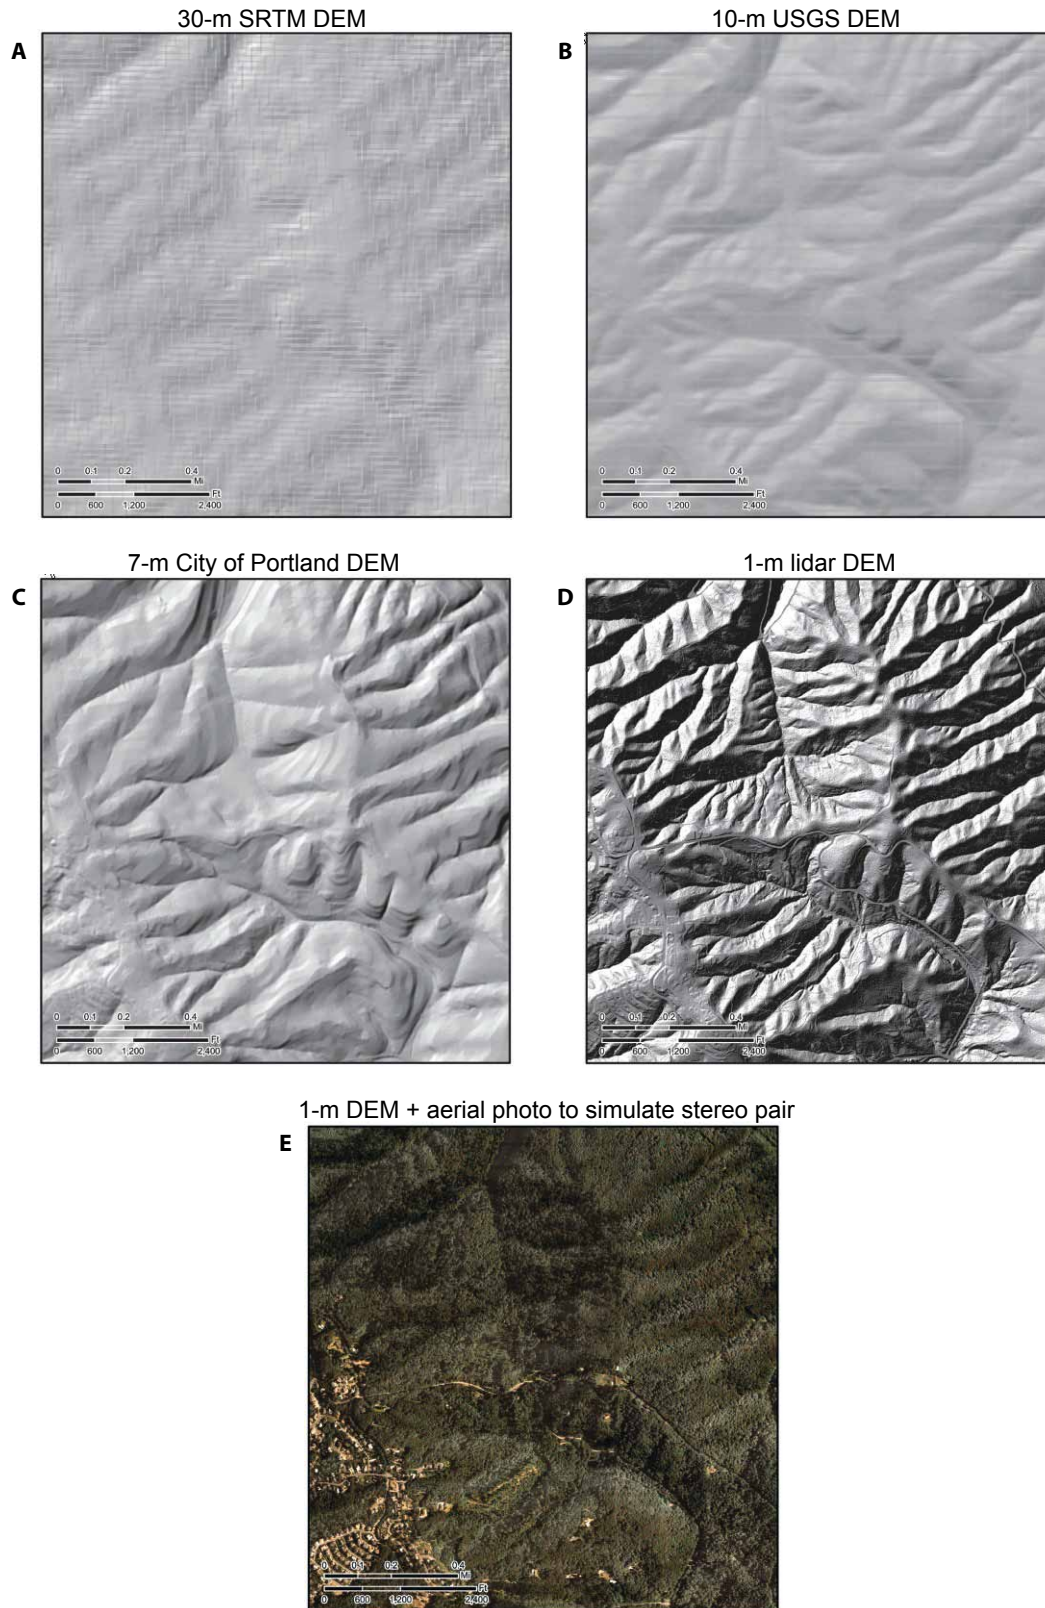 30-m SRTM DEM
10-m USGS DEM
A
B
0 0.1 0.2 0.4
Mi
Ft
0 600 1,200 2,400
0 0.1 0.2 0.4
Mi
Ft
0 600 1,200 2,400
7-m City of Portland DEM
1-m lidar DEM
C
D
0 0.1 0.2 0.4
Mi
Ft
0 600 1,200 2,400
0 0.1 0.2 0.4
Mi
Ft
0 600 1,200 2,400
1-m DEM + aerial photo to simulate stereo pair
E
0 0.1 0.2 0.4
Mi
Ft
0 600 1,200 2,400